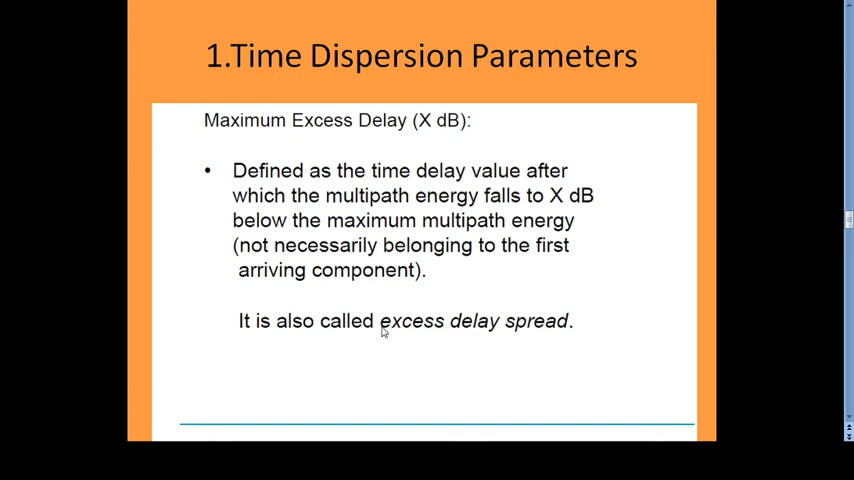 1.Time Dispersion Parameters
Maximum Excess Delay (X dB):
• Defined as the time delay value after
which the multipath energy falls to X dB
below the maximum multipath energy
(not necessarily belonging to the first
arriving component).
It is also called excess delay spread.